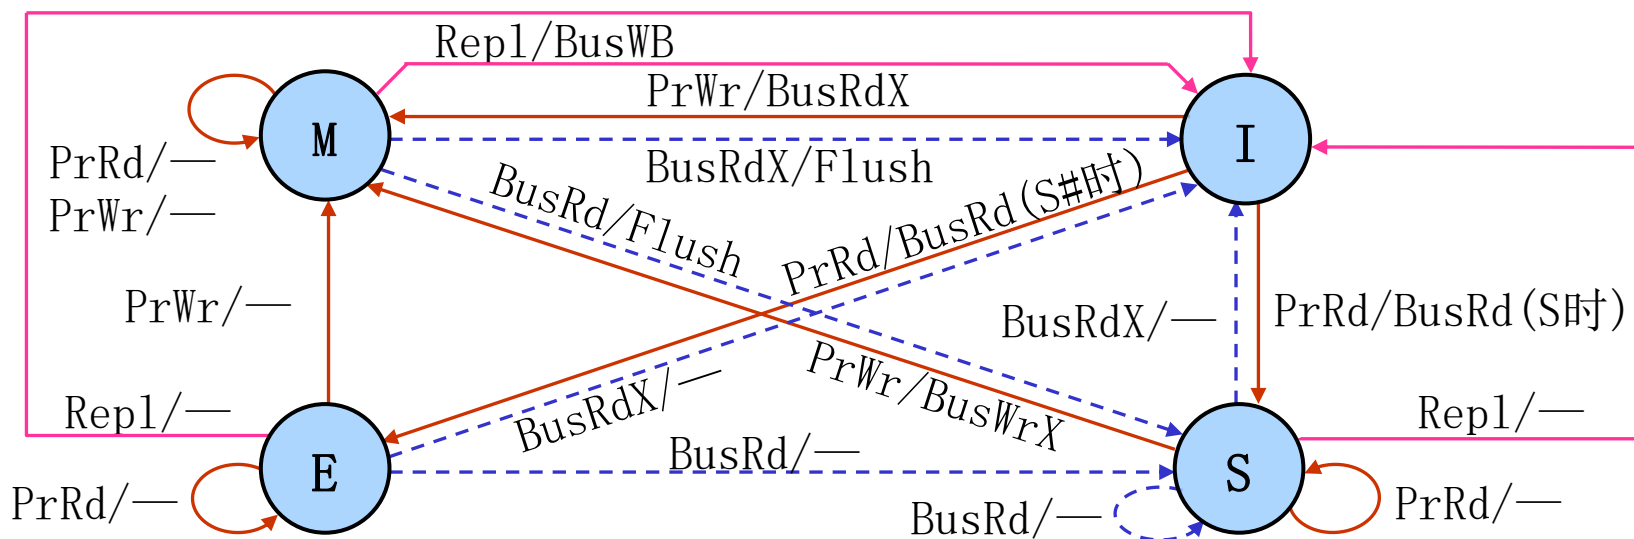 Repl/BusWB
PrWr/BusRdX
M
I
PrRd/—
PrWr/—
BusRdX/Flush
BusRd/Flush
PrRd/BusRd(S#时)
PrWr/—
BusRdX/—
PrRd/BusRd(S时)
PrWr/BusWrX
BusRdX/—
Repl/—
Repl/—
BusRd/—
E
S
PrRd/—
BusRd/—
PrRd/—